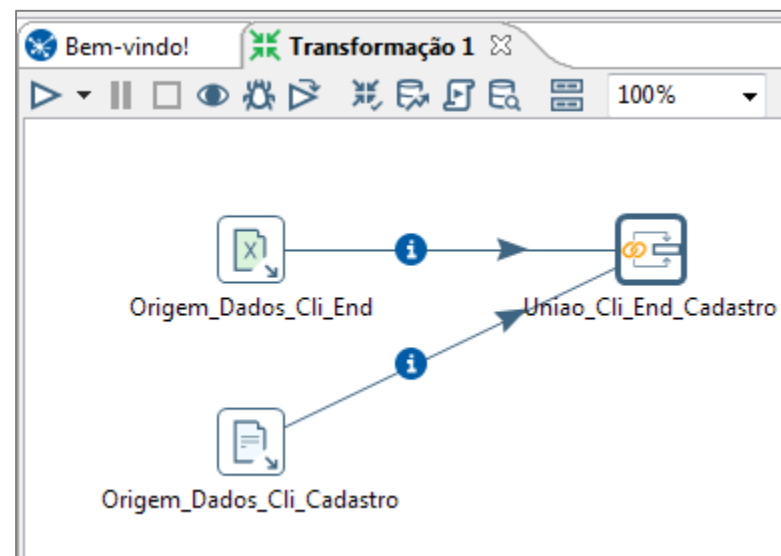 Bem-vindo!
Transformação 1
100%
Origem_Dados_Cli_End
Uniao_Cli_End_Cadastro
Origem_Dados_Cli_Cadastro